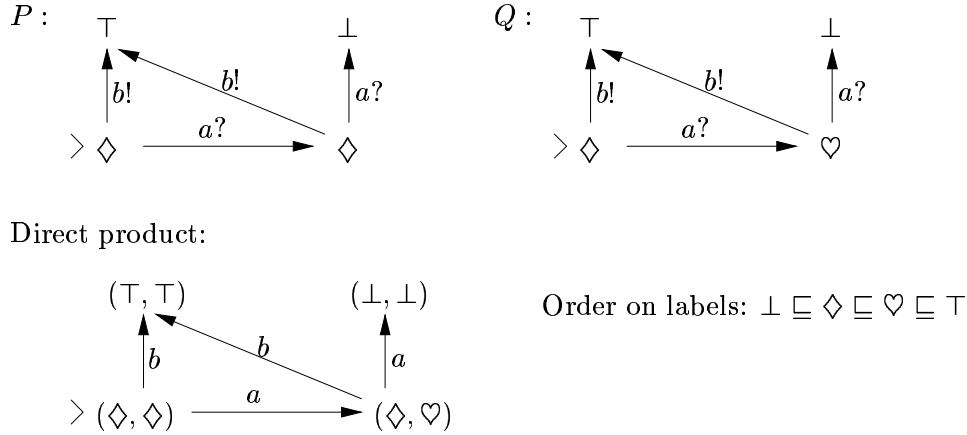 P : Q :
⊤ ⊥ ⊤ ⊥
b! b! a? b! b! a?
a? a?
> ◇ ◇ > ◇ ♡
Direct product:
(⊤, ⊤) (⊥, ⊥)
Order on labels: ⊥ ⊑ ◇ ⊑ ♡ ⊑ ⊤
b b a
a
> (◇, ◇) (◇, ♡)